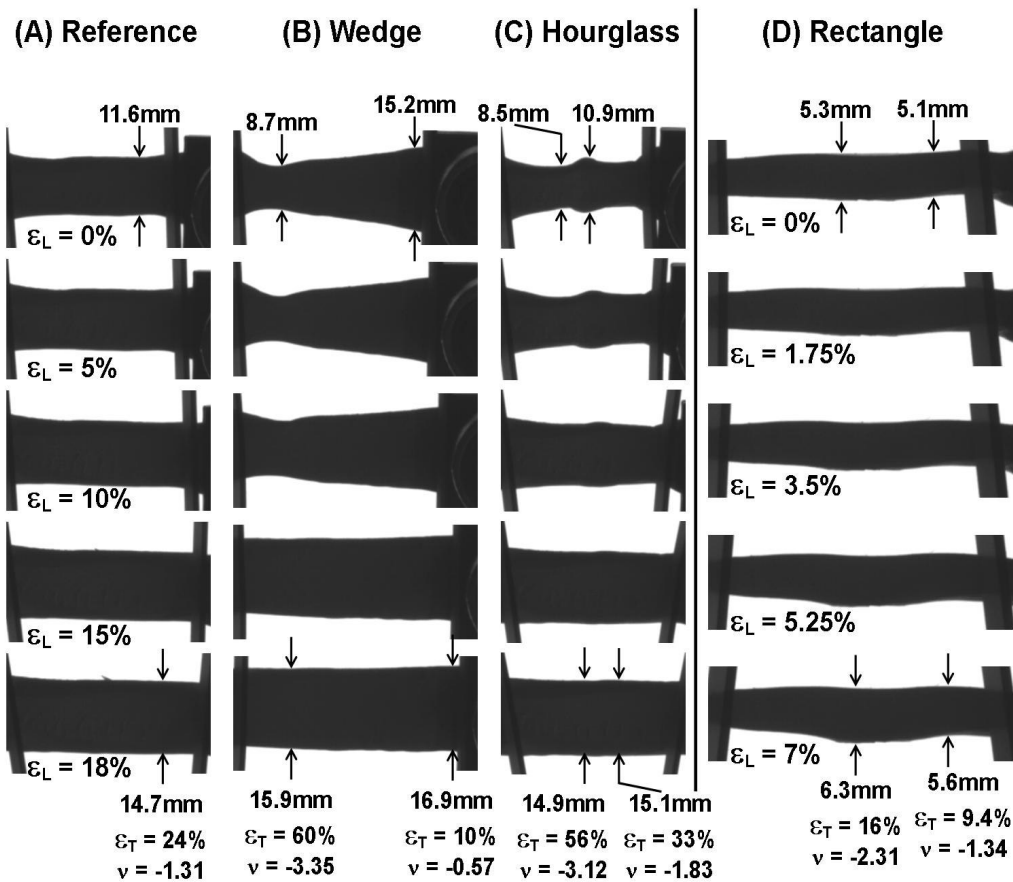 (A) Reference (B) Wedge (C) Hourglass (D) Rectangle
11.6mm 8.7mm 15.2mm 8.5mm 10.9mm 5.3mm 5.1mm
εL = 0% εL = 0%
εL = 5% εL = 1.75%
εL = 10% εL = 3.5%
εL = 15% εL = 5.25%
εL = 18% εL = 7%
14.7mm 15.9mm 16.9mm 14.9mm 15.1mm 6.3mm 5.6mm
εT = 24% εT = 60% εT = 10% εT = 56% εT = 33% εT = 16% εT = 9.4%
ν = -1.31 ν = -3.35 ν = -0.57 ν = -3.12 ν = -1.83 ν = -2.31 ν = -1.34